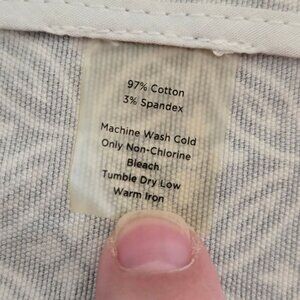 97% Cotton
3% Spandex
Machine Wash Cold
Only Non-Chlorine
Bleach
Tumble Dry Low
Warm Iron